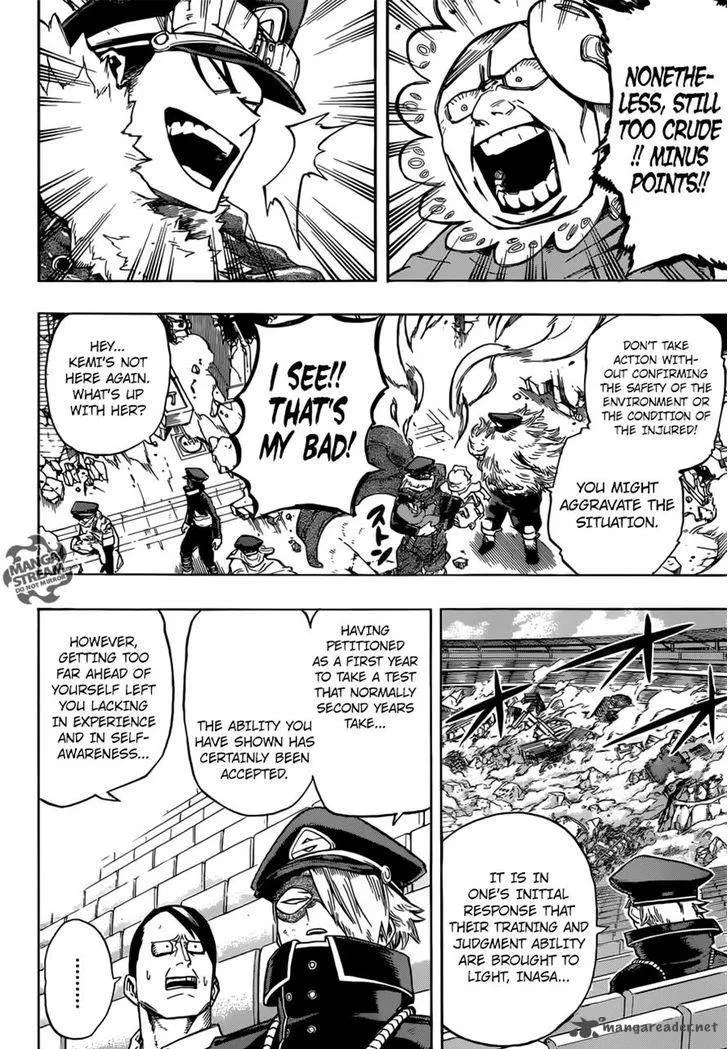 NONETHE-
LESS, STILL
TOO CRUDE
!! MINUS
POINTS!!
DON'T TAKE
ACTION WITH-
OUT CONFIRMING
THE SAFETY OF THE
ENVIRONMENT OR
THE CONDITION OF
THE INJURED!
YOU MIGHT
AGGRAVATE THE
SITUATION.
I SEE!!
THAT'S
MY BAD!
ストン
HEY...
KEMI'S NOT
HERE AGAIN.
WHAT'S UP
WITH HER?
MANGA
STREAM
DO NOT MIRROR
IT IS IN
ONE'S INITIAL
RESPONSE THAT
THEIR TRAINING AND
JUDGMENT ABILITY
ARE BROUGHT TO
LIGHT, INASA...
HAVING
PETITIONED
AS A FIRST YEAR
TO TAKE A TEST
THAT NORMALLY
SECOND YEARS
TAKE...
THE ABILITY YOU
HAVE SHOWN HAS
CERTAINLY BEEN
ACCEPTED.
HOWEVER,
GETTING TOO
FAR AHEAD OF
YOURSELF LEFT YOU
LACKING IN
EXPERIENCE
AND IN SELF-
AWARENESS...
.........
mangareader.net